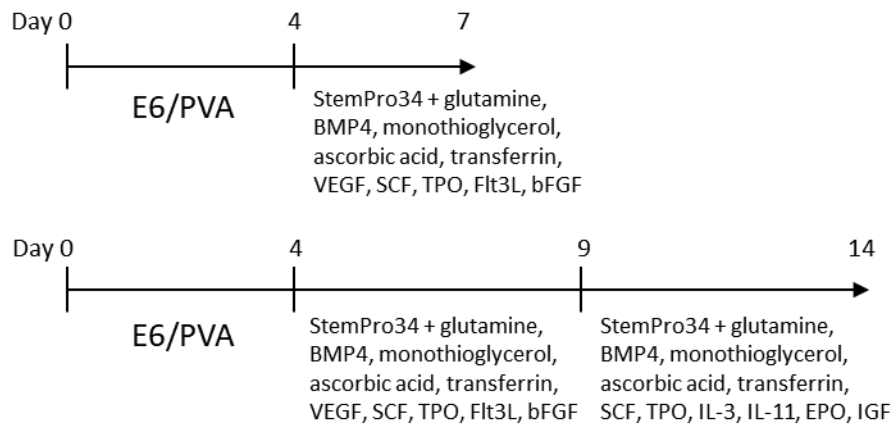 Day 0 4 7
E6/PVA
StemPro34 + glutamine,
BMP4, monothioglycerol,
ascorbic acid, transferrin,
VEGF, SCF, TPO, Flt3L, bFGF
Day 0 4 9 14
E6/PVA
StemPro34 + glutamine,
BMP4, monothioglycerol,
ascorbic acid, transferrin,
VEGF, SCF, TPO, Flt3L, bFGF
StemPro34 + glutamine,
BMP4, monothioglycerol,
ascorbic acid, transferrin,
SCF, TPO, IL-3, IL-11, EPO, IGF